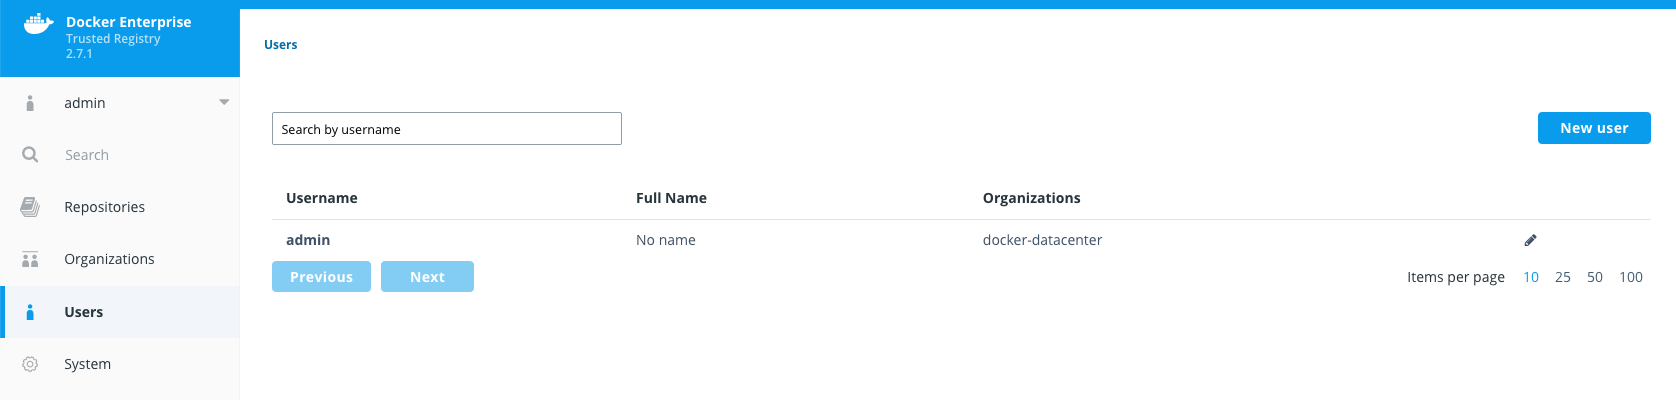 Docker Enterprise
Trusted Registry
2.7.1
admin
Search
Repositories
Organizations
Users
System
Users
Search by username
New user
Username Full Name Organizations
admin No name docker-datacenter
Previous Next Items per page 10 25 50 100